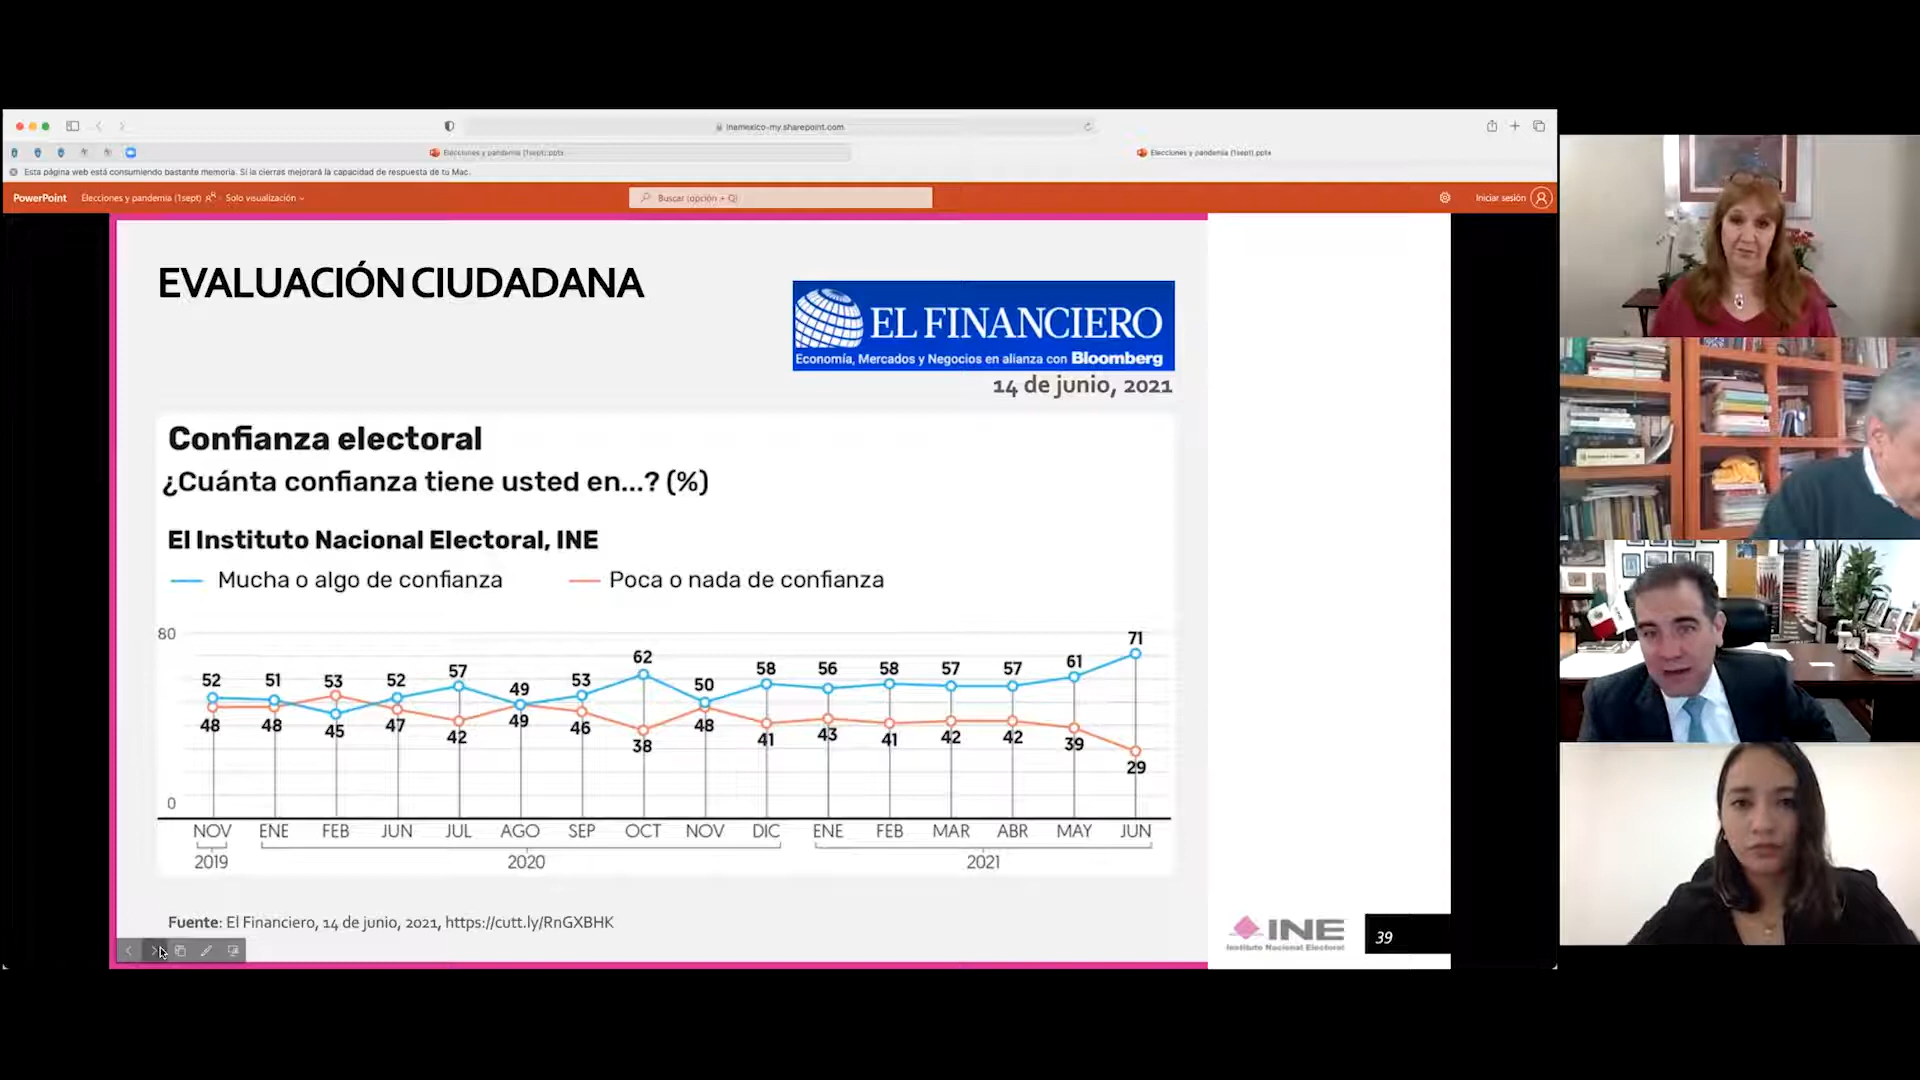 inemexico-my.sharepoint.com
Elecciones y pandemia (1sept).pptx
Elecciones y pandemia (1sept).pptx
Esta página web está consumiendo bastante memoria. Si la cierras mejorará la capacidad de respuesta de tu Mac.
PowerPoint
Elecciones y pandemia (1sept)
Solo visualización
Buscar (opción + Q)
Iniciar sesión
EVALUACIÓN CIUDADANA
EL FINANCIERO
Economía, Mercados y Negocios en alianza con Bloomberg
14 de junio, 2021
Confianza electoral
¿Cuánta confianza tiene usted en...? (%)
El Instituto Nacional Electoral, INE
Mucha o algo de confianza Poca o nada de confianza
80
52 51 53 52 57 49 53 62 50 58 56 58 57 57 61 71
48 48 45 47 42 49 46 38 48 41 43 41 42 42 39 29
0
NOV ENE FEB JUN JUL AGO SEP OCT NOV DIC ENE FEB MAR ABR MAY JUN
2019 2020 2021
Fuente: El Financiero, 14 de junio, 2021, https://cutt.ly/RnGXBHK
INE
Instituto Nacional Electoral
39